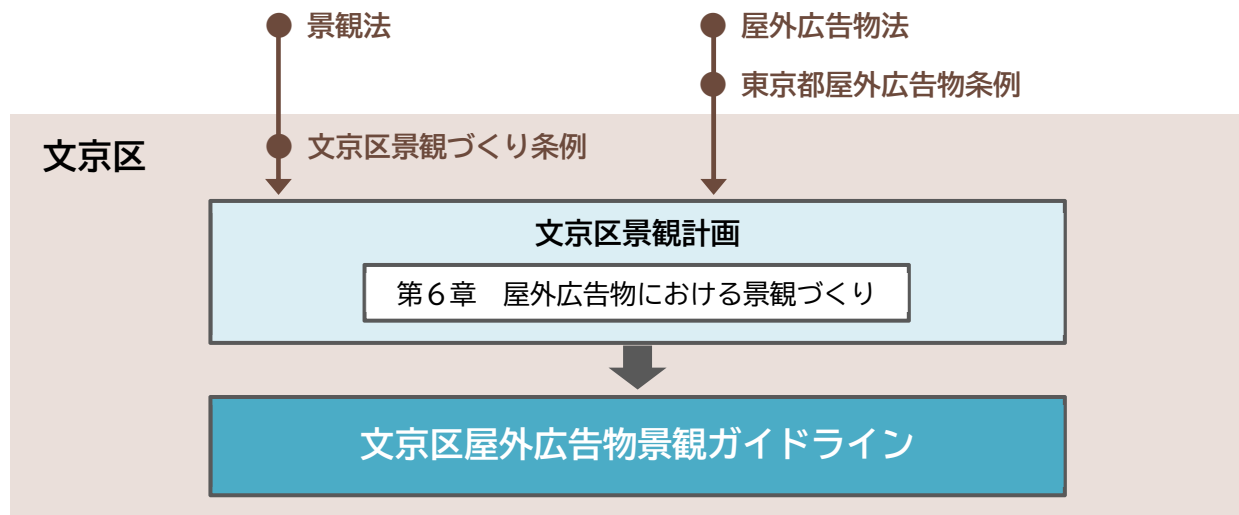 景観法
屋外広告物法
東京都屋外広告物条例
文京区
文京区景観づくり条例
文京区景観計画
第6章　屋外広告物における景観づくり
文京区屋外広告物景観ガイドライン